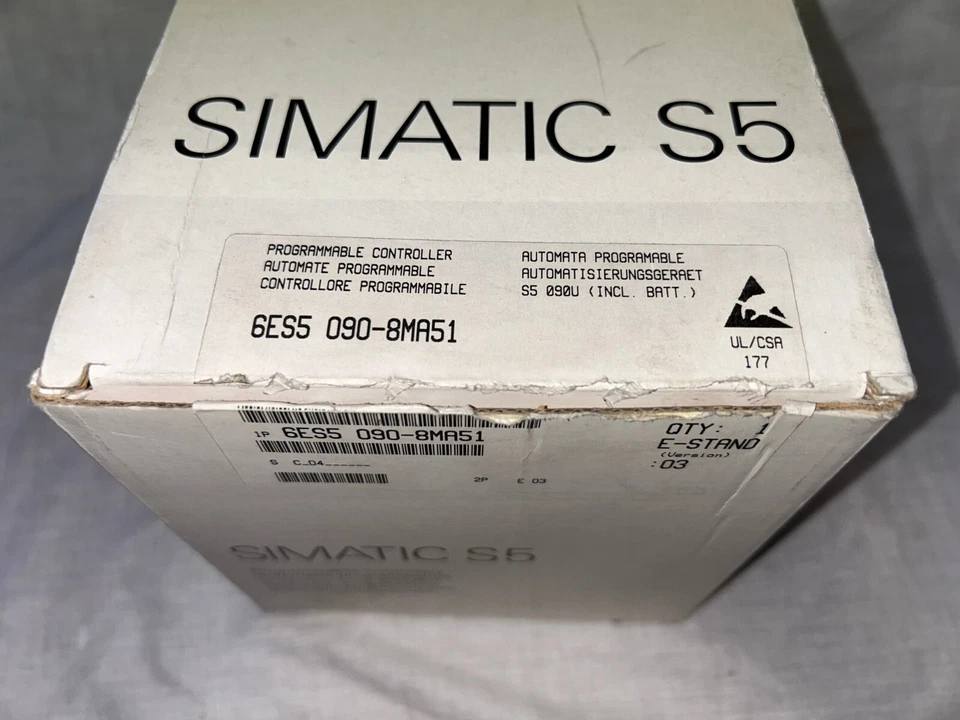 SIMATIC S5
PROGRAMMABLE CONTROLLER
AUTOMATE PROGRAMMABLE
CONTROLLORE PROGRAMMABILE
AUTOMATA PROGRAMABLE
AUTOMATISIERUNGSGERAET
S5 090U (INCL. BATT.)
6ES5 090-8MA51
UL/CSA
177
1P 6ES5 090-8MA51
QTY: 1
E-STAND
(Version)
:03
S C_04______
2P E 03
SIMATIC S5